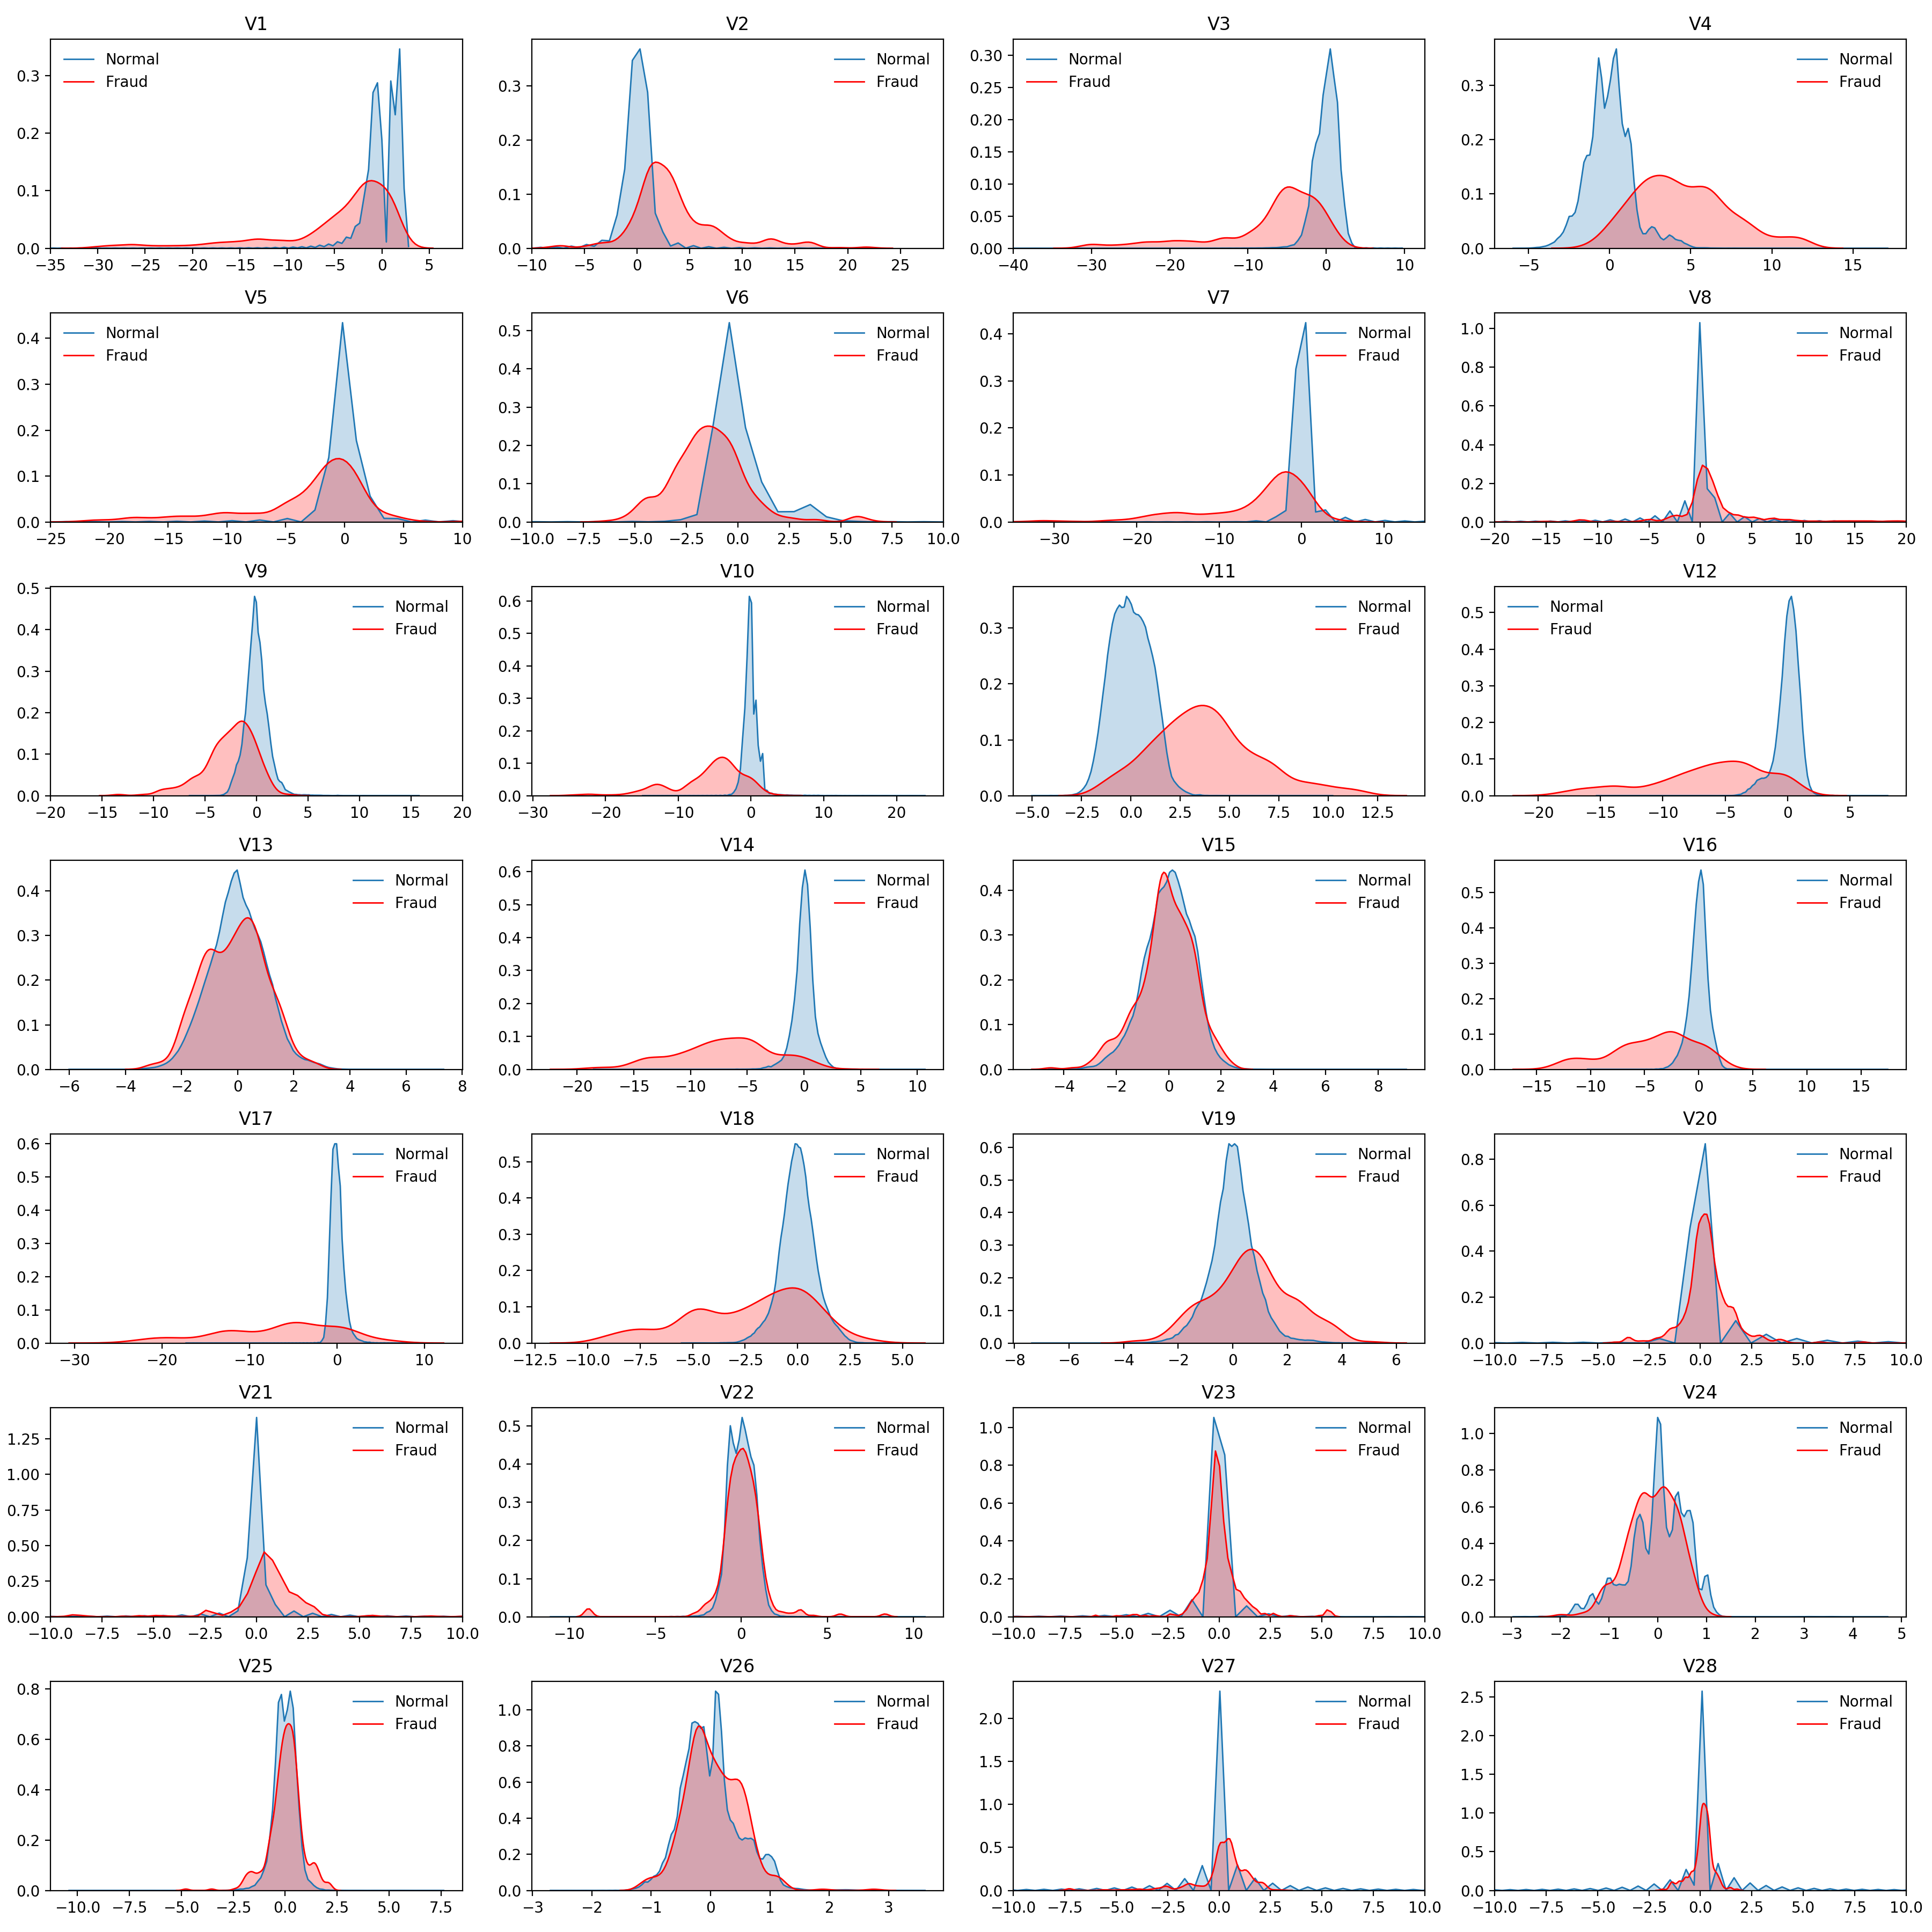 V1
Normal
Fraud
0.3
0.2
0.1
0.0
−35 −30 −25 −20 −15 −10 −5 0 5
V2
Normal
Fraud
0.3
0.2
0.1
0.0
−10 −5 0 5 10 15 20 25
V3
Normal
Fraud
0.30
0.25
0.20
0.15
0.10
0.05
0.00
−40 −30 −20 −10 0 10
V4
Normal
Fraud
0.3
0.2
0.1
0.0
−5 0 5 10 15
V5
Normal
Fraud
0.4
0.3
0.2
0.1
0.0
−25 −20 −15 −10 −5 0 5 10
V6
Normal
Fraud
0.5
0.4
0.3
0.2
0.1
0.0
−10.0 −7.5 −5.0 −2.5 0.0 2.5 5.0 7.5 10.0
V7
Normal
Fraud
0.4
0.3
0.2
0.1
0.0
−30 −20 −10 0 10
V8
Normal
Fraud
1.0
0.8
0.6
0.4
0.2
0.0
−20 −15 −10 −5 0 5 10 15 20
V9
Normal
Fraud
0.5
0.4
0.3
0.2
0.1
0.0
−20 −15 −10 −5 0 5 10 15 20
V10
Normal
Fraud
0.6
0.5
0.4
0.3
0.2
0.1
0.0
−30 −20 −10 0 10 20
V11
Normal
Fraud
0.3
0.2
0.1
0.0
−5.0 −2.5 0.0 2.5 5.0 7.5 10.0 12.5
V12
Normal
Fraud
0.5
0.4
0.3
0.2
0.1
0.0
−20 −15 −10 −5 0 5
V13
Normal
Fraud
0.4
0.3
0.2
0.1
0.0
−6 −4 −2 0 2 4 6 8
V14
Normal
Fraud
0.6
0.5
0.4
0.3
0.2
0.1
0.0
−20 −15 −10 −5 0 5 10
V15
Normal
Fraud
0.4
0.3
0.2
0.1
0.0
−4 −2 0 2 4 6 8
V16
Normal
Fraud
0.5
0.4
0.3
0.2
0.1
0.0
−15 −10 −5 0 5 10 15
V17
Normal
Fraud
0.6
0.5
0.4
0.3
0.2
0.1
0.0
−30 −20 −10 0 10
V18
Normal
Fraud
0.5
0.4
0.3
0.2
0.1
0.0
−12.5 −10.0 −7.5 −5.0 −2.5 0.0 2.5 5.0
V19
Normal
Fraud
0.6
0.5
0.4
0.3
0.2
0.1
0.0
−8 −6 −4 −2 0 2 4 6
V20
Normal
Fraud
0.8
0.6
0.4
0.2
0.0
−10.0 −7.5 −5.0 −2.5 0.0 2.5 5.0 7.5 10.0
V21
Normal
Fraud
1.25
1.00
0.75
0.50
0.25
0.00
−10.0 −7.5 −5.0 −2.5 0.0 2.5 5.0 7.5 10.0
V22
Normal
Fraud
0.5
0.4
0.3
0.2
0.1
0.0
−10 −5 0 5 10
V23
Normal
Fraud
1.0
0.8
0.6
0.4
0.2
0.0
−10.0 −7.5 −5.0 −2.5 0.0 2.5 5.0 7.5 10.0
V24
Normal
Fraud
1.0
0.8
0.6
0.4
0.2
0.0
−3 −2 −1 0 1 2 3 4 5
V25
Normal
Fraud
0.8
0.6
0.4
0.2
0.0
−10.0 −7.5 −5.0 −2.5 0.0 2.5 5.0 7.5
V26
Normal
Fraud
1.0
0.8
0.6
0.4
0.2
0.0
−3 −2 −1 0 1 2 3
V27
Normal
Fraud
2.0
1.5
1.0
0.5
0.0
−10.0 −7.5 −5.0 −2.5 0.0 2.5 5.0 7.5 10.0
V28
Normal
Fraud
2.5
2.0
1.5
1.0
0.5
0.0
−10.0 −7.5 −5.0 −2.5 0.0 2.5 5.0 7.5 10.0